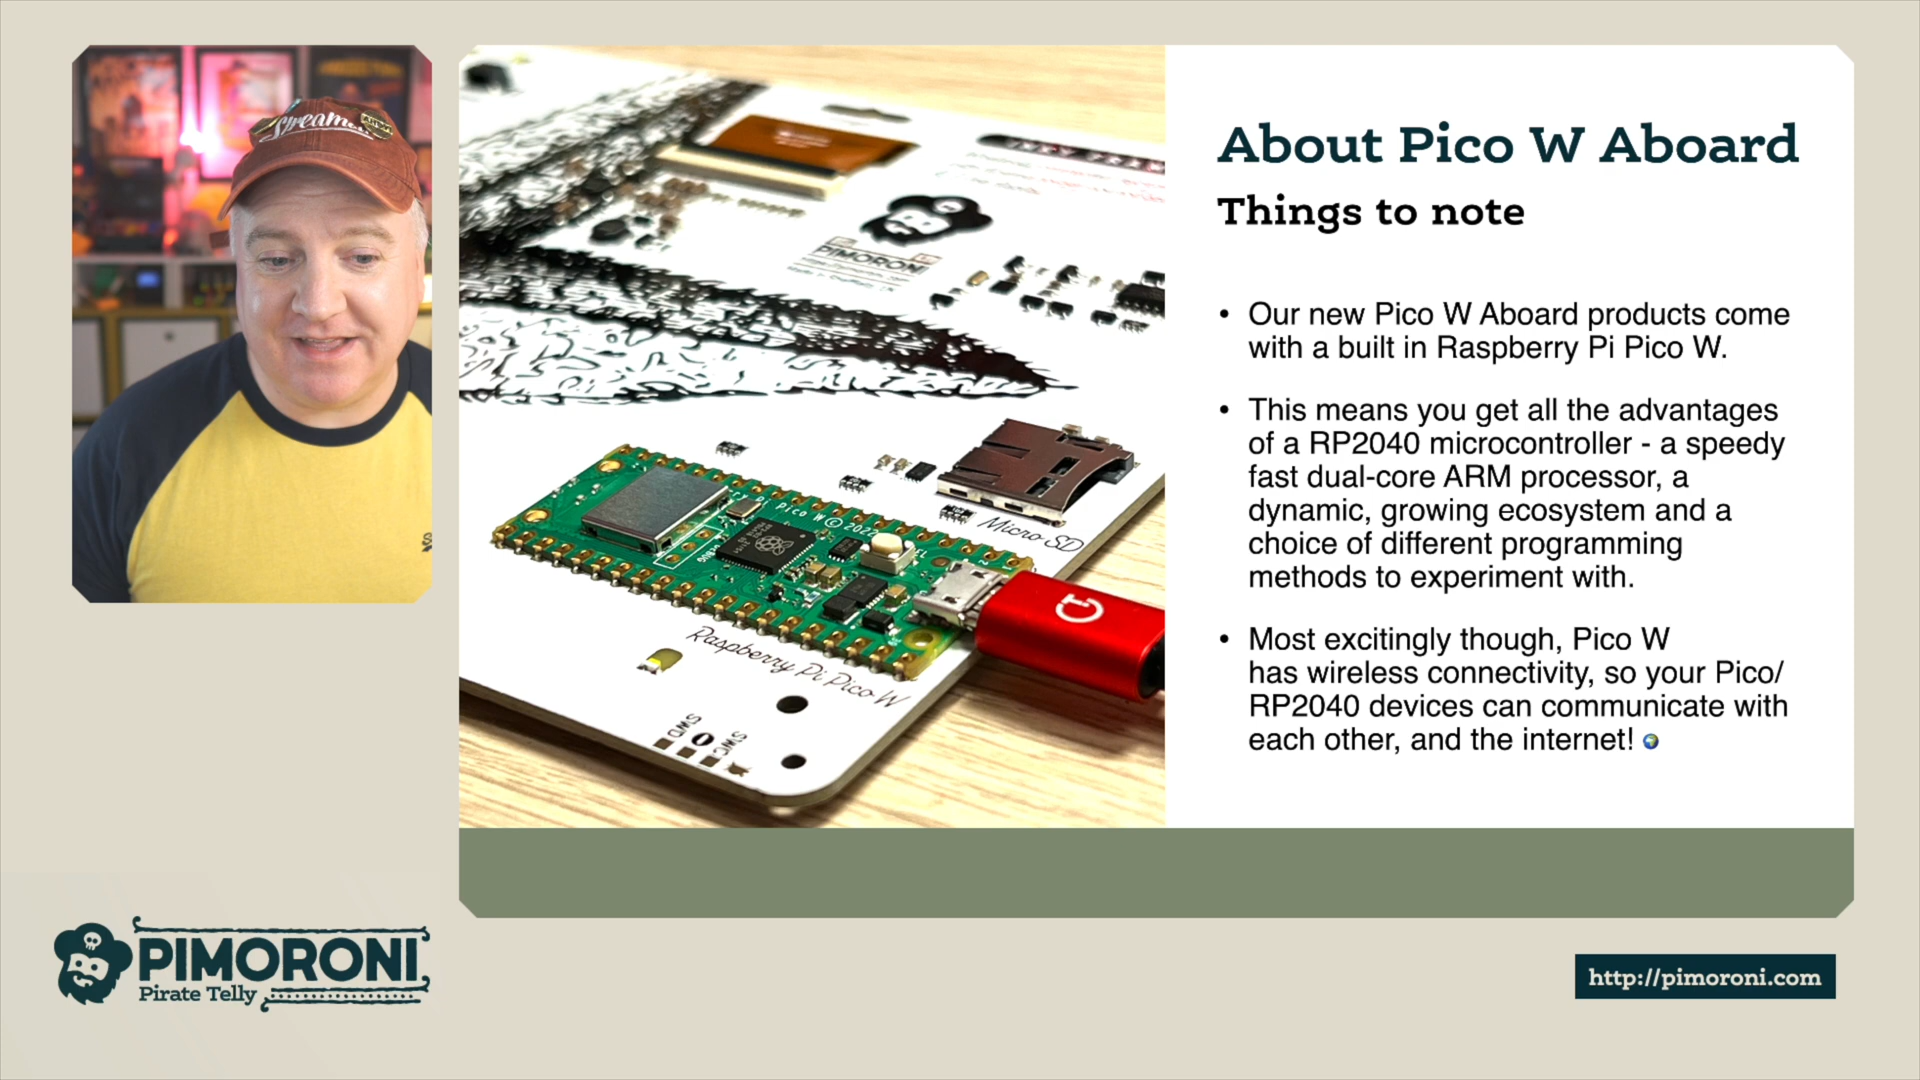 Stream
About Pico W Aboard
Things to note
• Our new Pico W Aboard products come
with a built in Raspberry Pi Pico W.
• This means you get all the advantages
of a RP2040 microcontroller - a speedy
fast dual-core ARM processor, a
dynamic, growing ecosystem and a
choice of different programming
methods to experiment with.
• Most excitingly though, Pico W
has wireless connectivity, so your Pico/
RP2040 devices can communicate with
each other, and the internet!
PIMORONI
Pico W © 2022
Micro SD
Raspberry Pi Pico W
SWD
SWC
PIMORONI
Pirate Telly
http://pimoroni.com